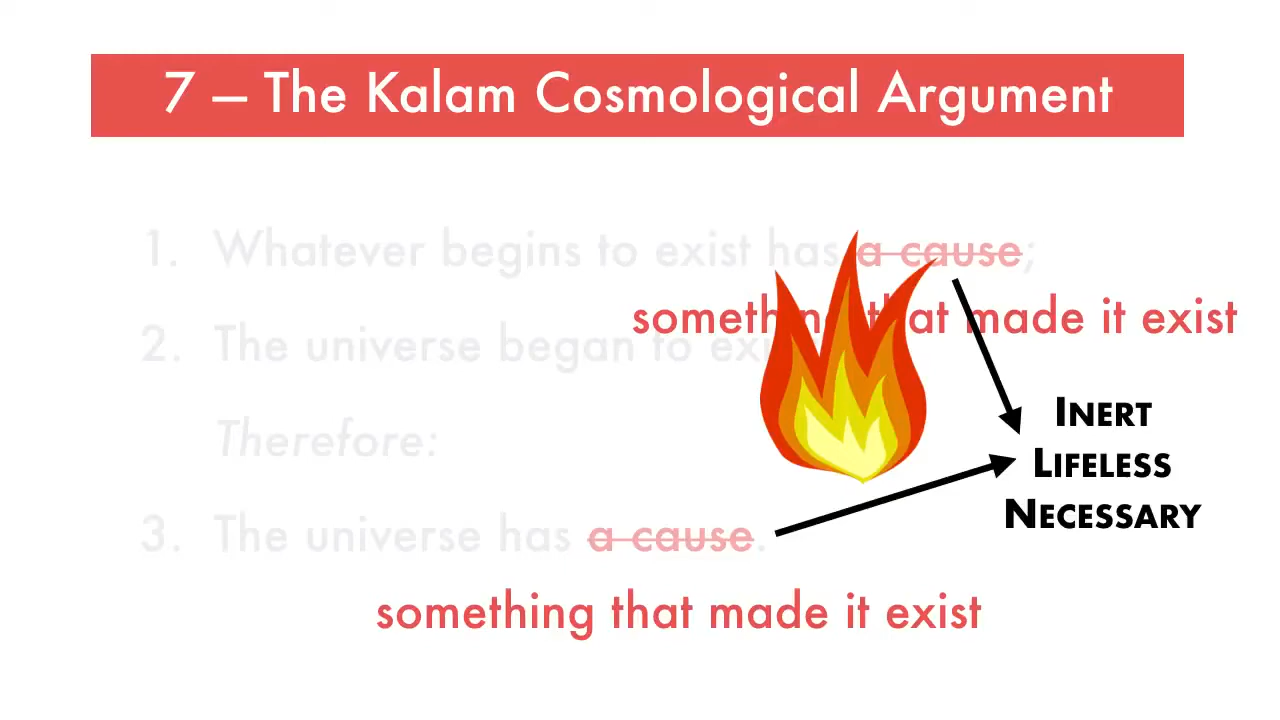 7 – The Kalam Cosmological Argument
1. Whatever begins to exist has a cause;
something that made it exist
2. The universe began to exi
Therefore:
INERT
LIFELESS
NECESSARY
3. The universe has a cause.
something that made it exist